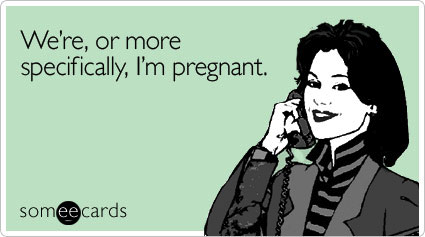 We're, or more
specifically, I'm pregnant.
someecards